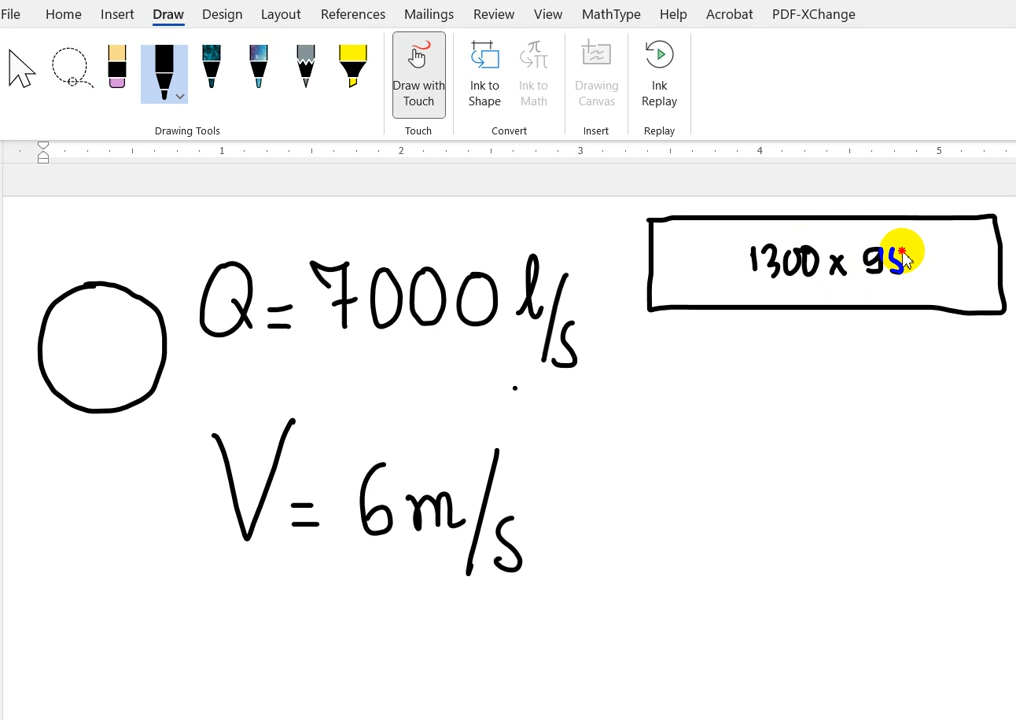 File Home Insert Draw Design Layout References Mailings Review View MathType Help Acrobat PDF-XChange
Draw with Touch
Ink to Shape
Ink to Math
Drawing Canvas
Ink Replay
Drawing Tools Touch Convert Insert Replay
1 2 3 4 5
1300 x 95
Q = 7000 l/s
V = 6 m/s